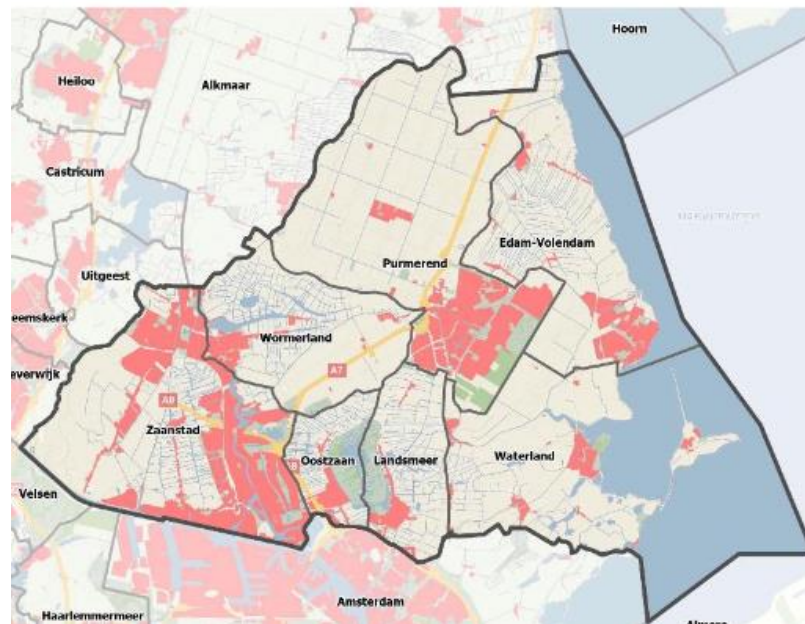 Hoorn
Heiloo
Alkmaar
Castricum
Edam-Volendam
Purmerend
Uitgeest
eemskerk
Wormerland
everwijk
A7
A8
Zaanstad
Oostzaan
Landsmeer
Waterland
Velsen
Amsterdam
Haarlemmermeer